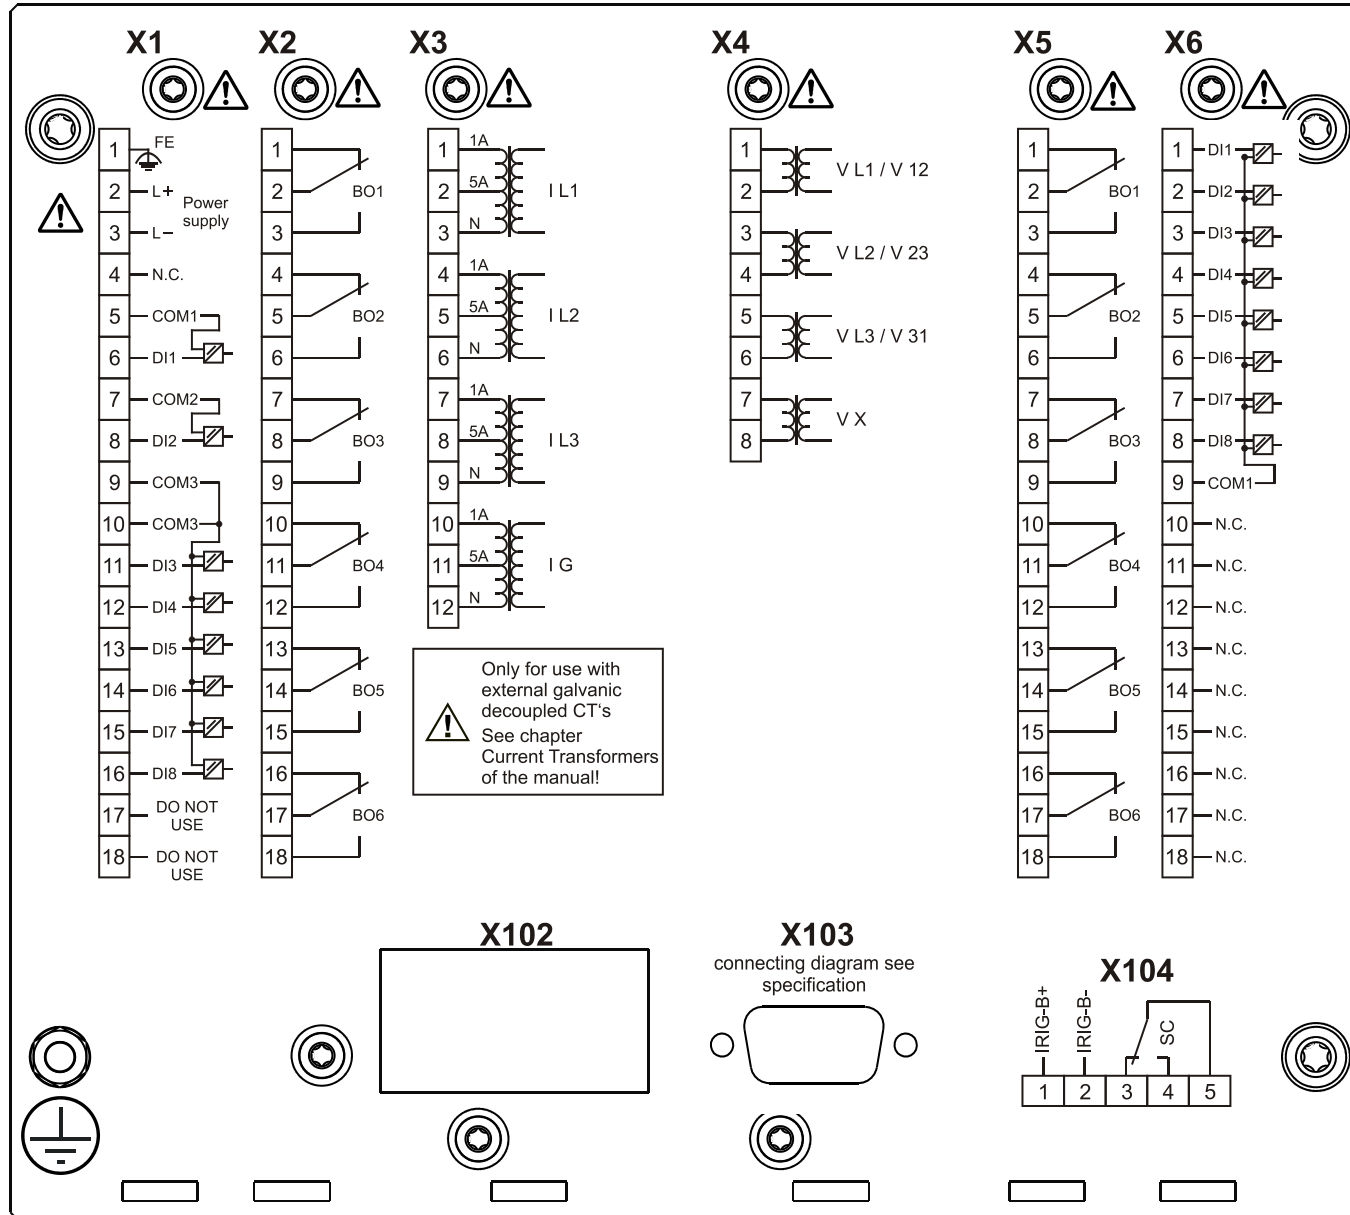 X1
X2
X3
X4
X5
X6
1 FE
2 L+
3 L–
Power
supply
4 N.C.
5 COM1
6 DI1
7 COM2
8 DI2
9 COM3
10 COM3
11 DI3
12 DI4
13 DI5
14 DI6
15 DI7
16 DI8
17 DO NOT
USE
18 DO NOT
USE
1
2 BO1
3
4
5 BO2
6
7
8 BO3
9
10
11 BO4
12
13
14 BO5
15
16
17 BO6
18
1 1A
2 5A I L1
3 N
4 1A
5 5A I L2
6 N
7 1A
8 5A I L3
9 N
10 1A
11 5A I G
12 N
Only for use with
external galvanic
decoupled CT's
See chapter
Current Transformers
of the manual!
1
V L1 / V 12
2
3
V L2 / V 23
4
5
V L3 / V 31
6
7
V X
8
1
2 BO1
3
4
5 BO2
6
7
8 BO3
9
10
11 BO4
12
13
14 BO5
15
16
17 BO6
18
1 DI1
2 DI2
3 DI3
4 DI4
5 DI5
6 DI6
7 DI7
8 DI8
9 COM1
10 N.C.
11 N.C.
12 N.C.
13 N.C.
14 N.C.
15 N.C.
16 N.C.
17 N.C.
18 N.C.
X102
X103
connecting diagram see
specification
X104
IRIG-B+
IRIG-B-
SC
1 2 3 4 5